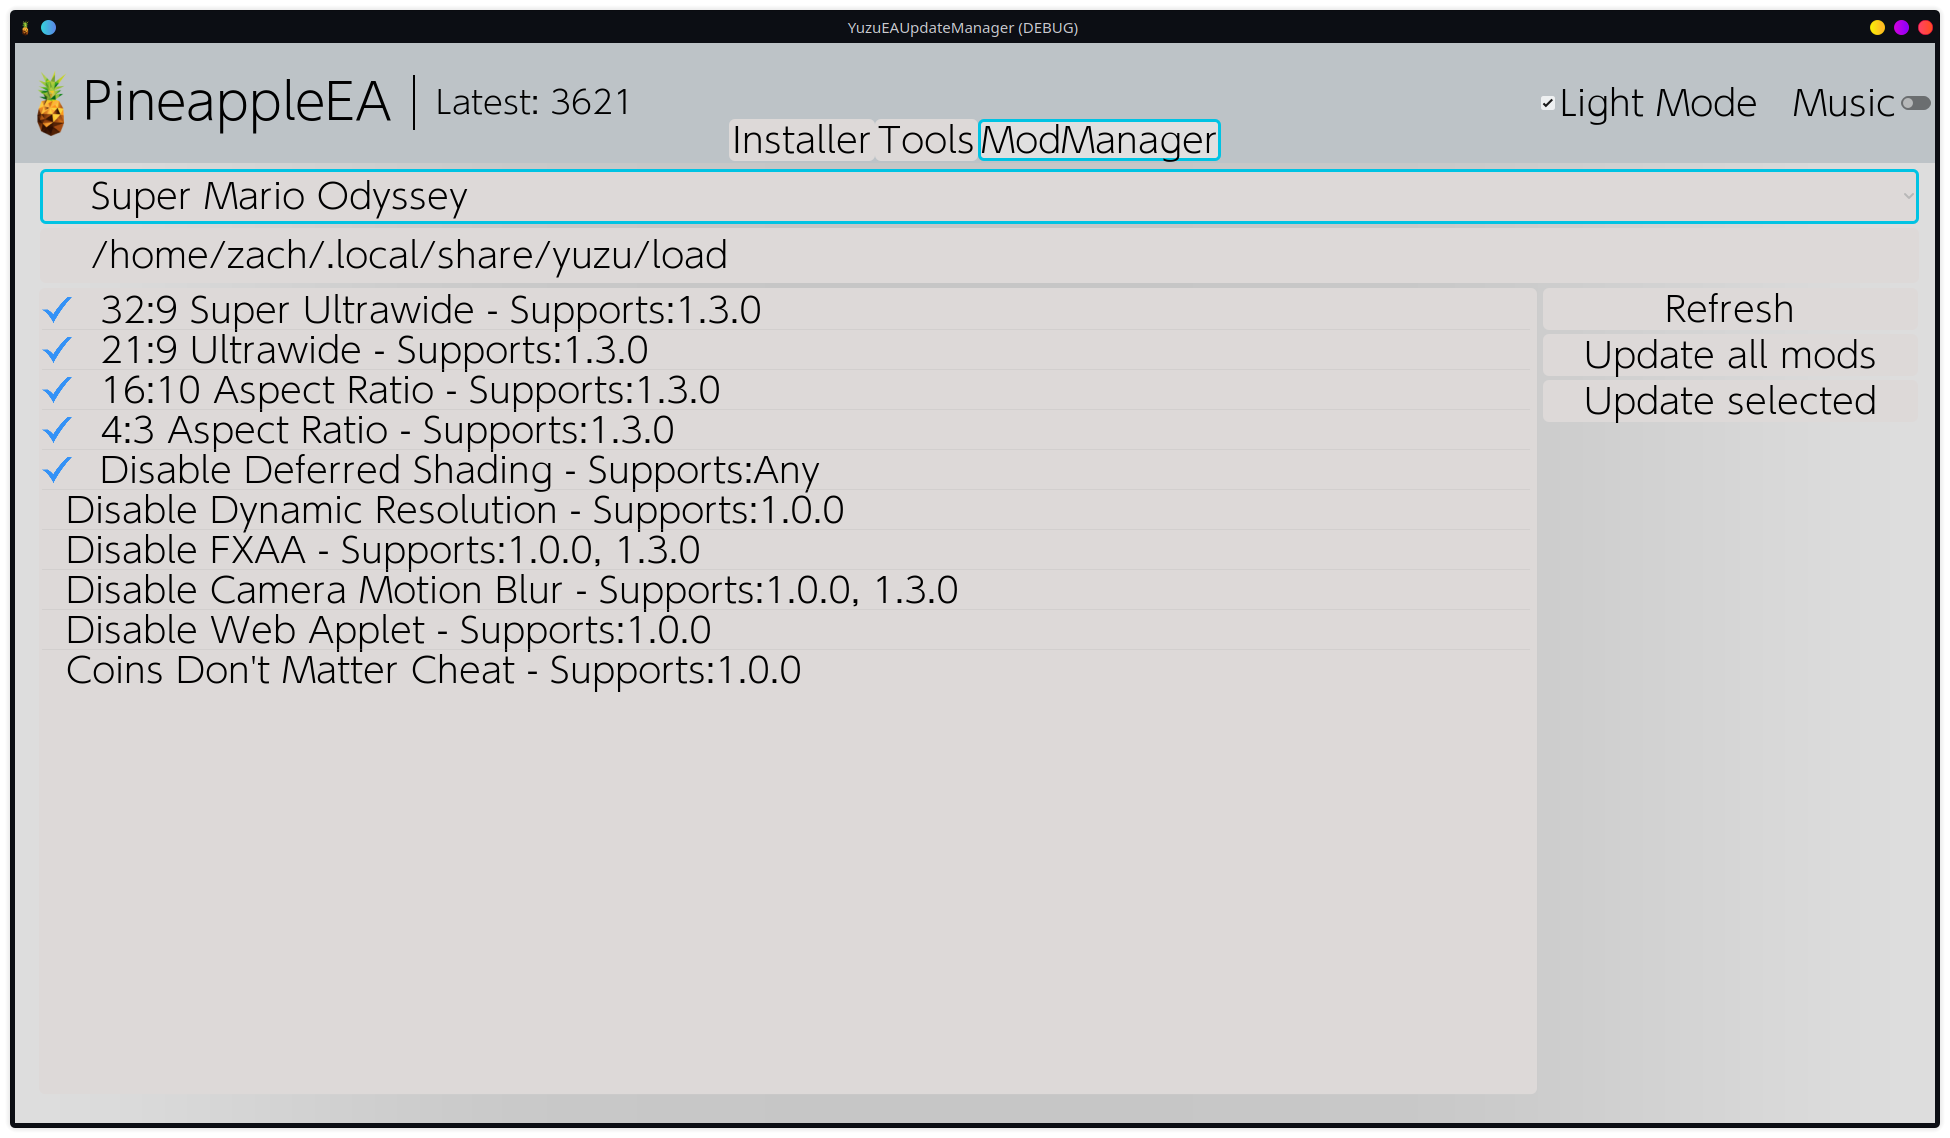 YuzuEAUpdateManager (DEBUG)
PineappleEA
Latest: 3621
Light Mode
Music
Installer
Tools
ModManager
Super Mario Odyssey
/home/zach/.local/share/yuzu/load
32:9 Super Ultrawide - Supports:1.3.0
21:9 Ultrawide - Supports:1.3.0
16:10 Aspect Ratio - Supports:1.3.0
4:3 Aspect Ratio - Supports:1.3.0
Disable Deferred Shading - Supports:Any
Disable Dynamic Resolution - Supports:1.0.0
Disable FXAA - Supports:1.0.0, 1.3.0
Disable Camera Motion Blur - Supports:1.0.0, 1.3.0
Disable Web Applet - Supports:1.0.0
Coins Don't Matter Cheat - Supports:1.0.0
Refresh
Update all mods
Update selected